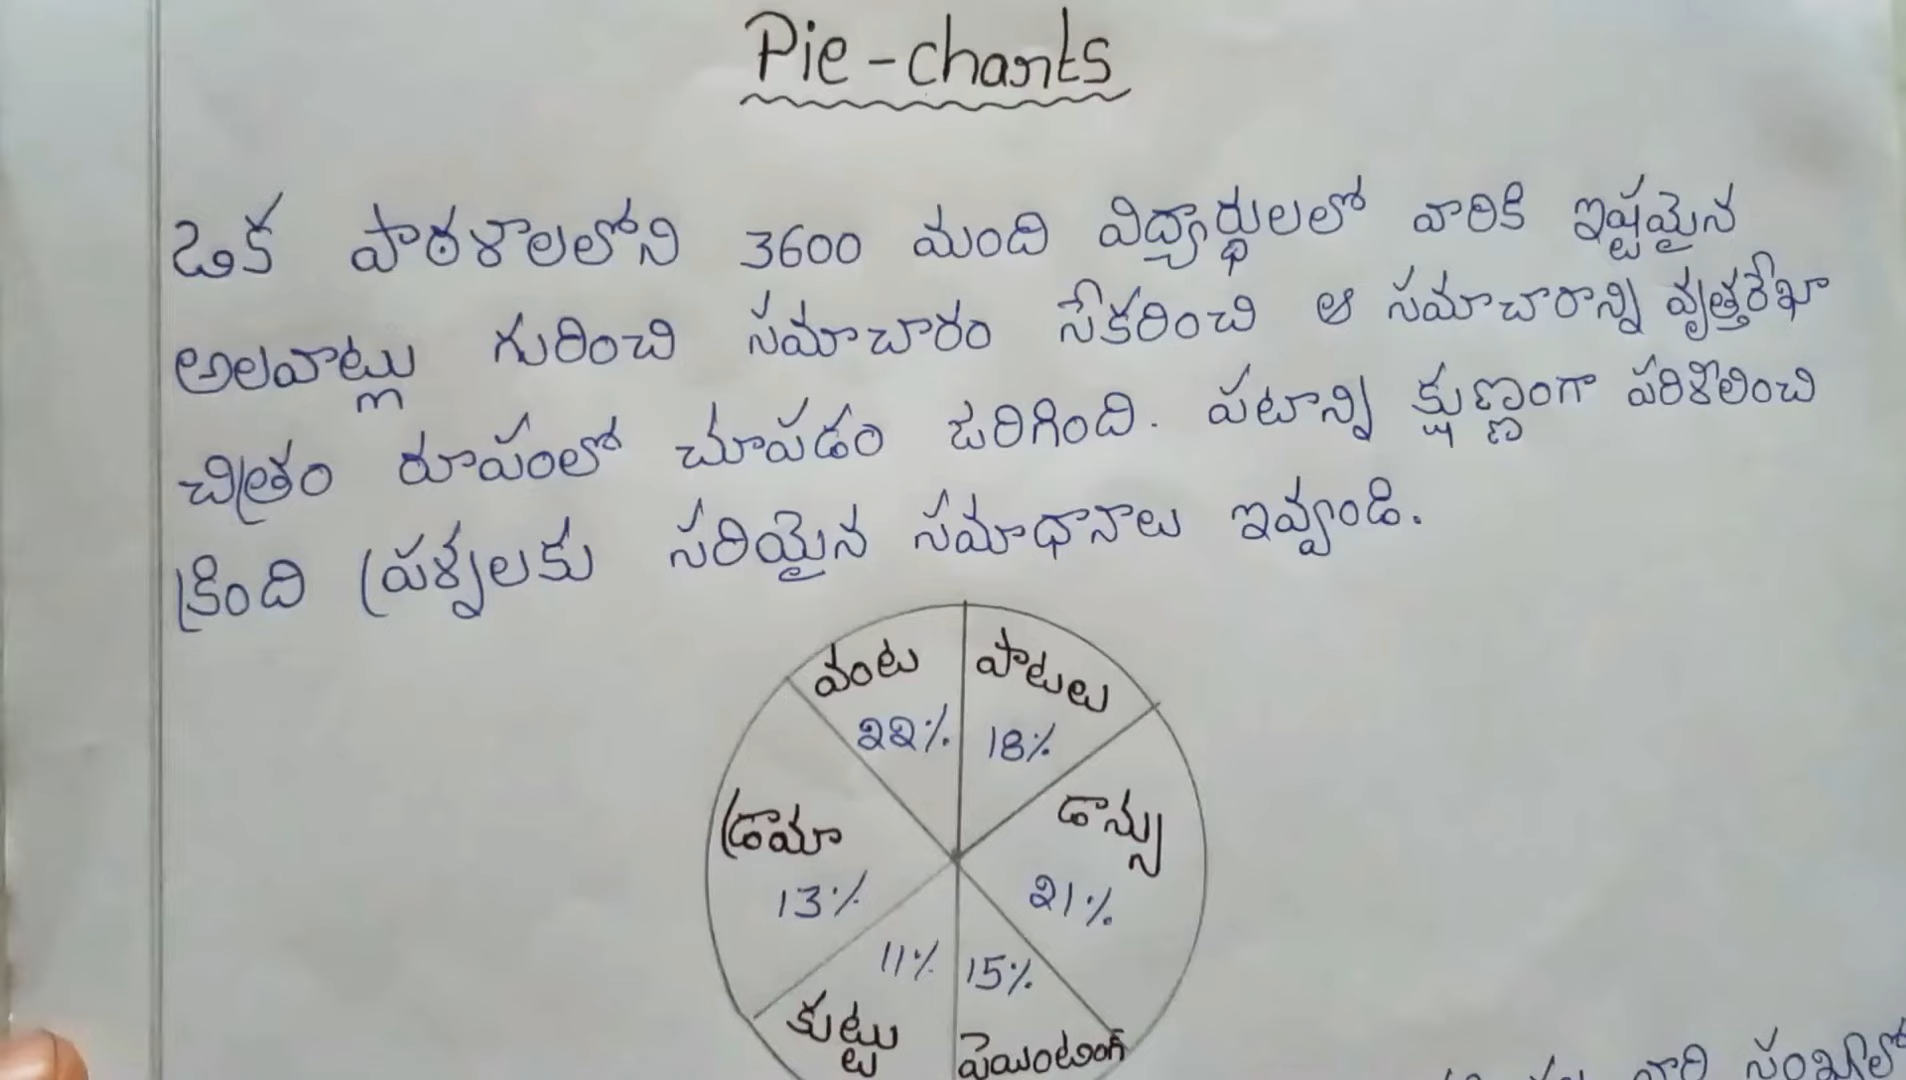 Pie-charts
ఒక పాఠశాలలోని 3600 మంది విద్యార్థులలో వారికి ఇష్టమైన
అలవాట్లు గురించి సమాచారం సేకరించి ఆ సమాచారాన్ని వృత్తరేఖా
చిత్రం రూపంలో చూపడం జరిగింది. పటాన్ని క్షుణ్ణంగా పరిశీలించి
క్రింది ప్రశ్నలకు సరియైన సమాధానాలు ఇవ్వండి.
వంట
22%
పాటలు
18%
డాన్సు
21%
డ్రామా
13%
11%
కుట్టు
15%
పెయింటింగ్
వారి సంఖ్యలో